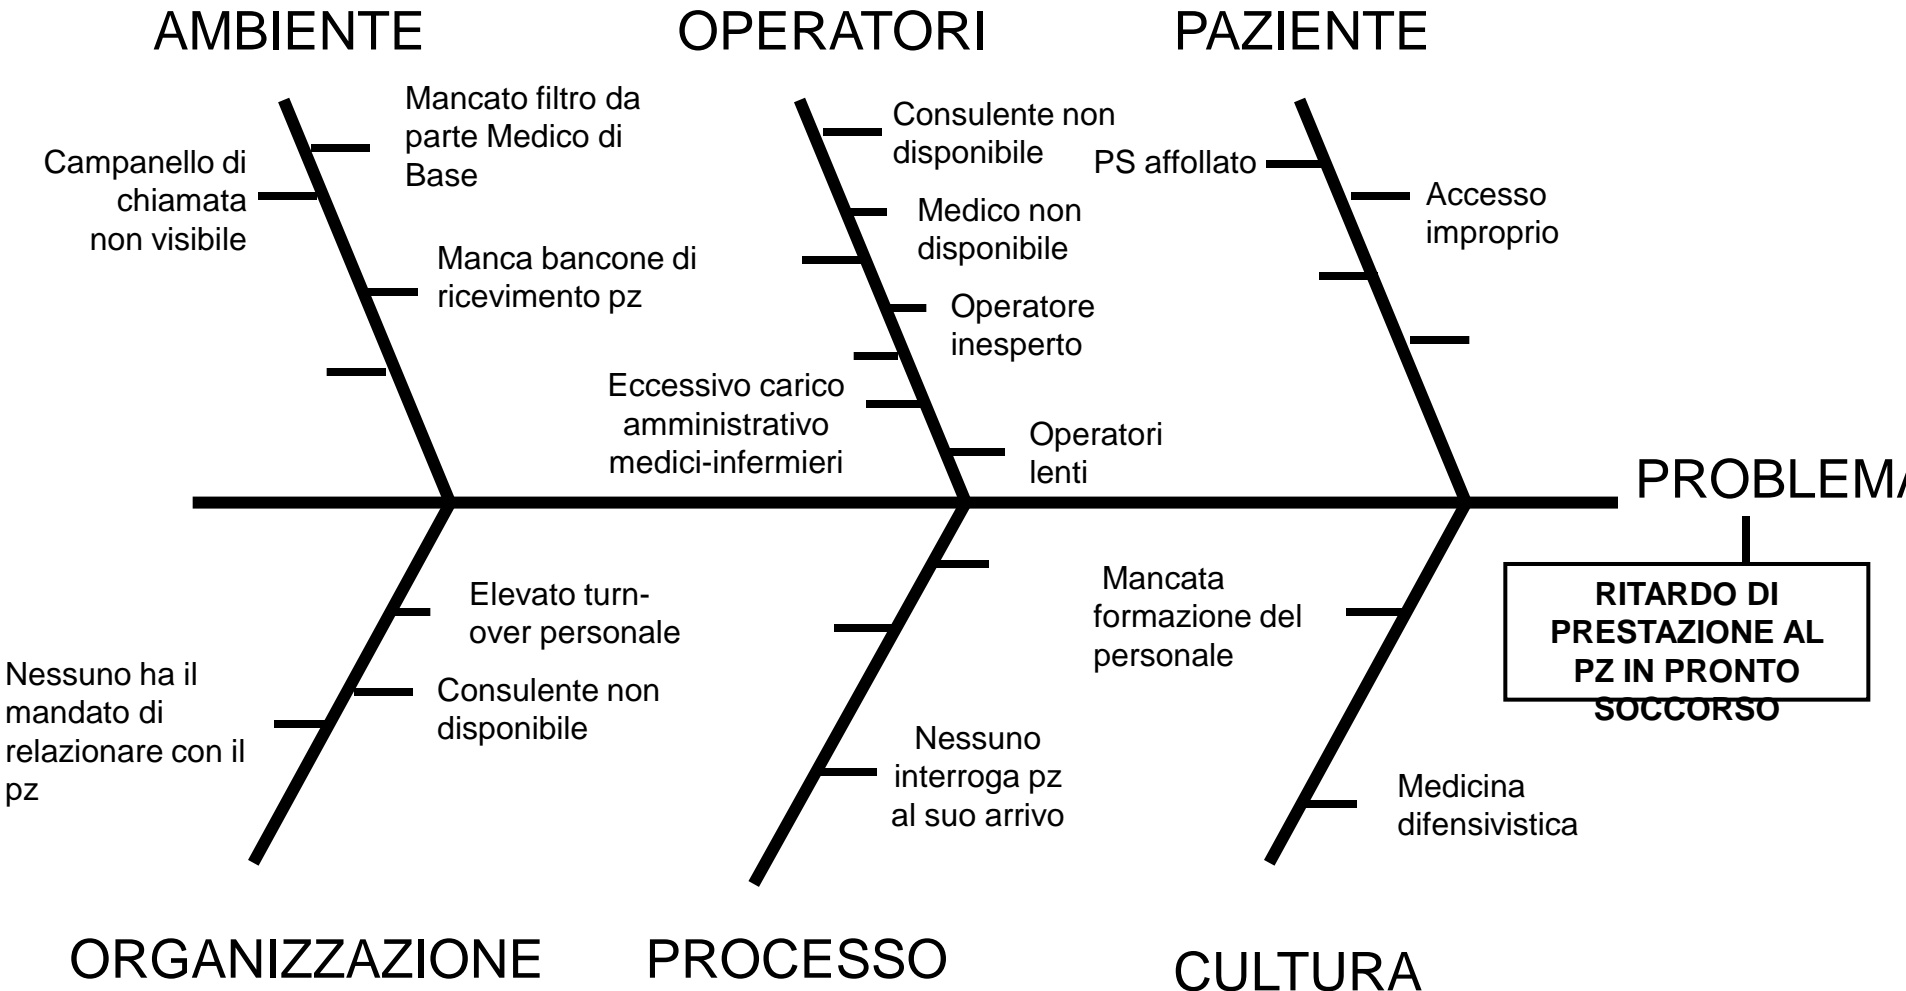 AMBIENTE
OPERATORI
PAZIENTE
Mancato filtro da
parte Medico di
Base
Campanello di
chiamata
non visibile
Manca bancone di
ricevimento pz
Consulente non
disponibile
Medico non
disponibile
Operatore
inesperto
Eccessivo carico
amministrativo
medici-infermieri
Operatori
lenti
PS affollato
Accesso
improprio
PROBLEMA
RITARDO DI
PRESTAZIONE AL
PZ IN PRONTO
SOCCORSO
Elevato turn-
over personale
Consulente non
disponibile
Nessuno ha il
mandato di
relazionare con il
pz
Nessuno
interroga pz
al suo arrivo
Mancata
formazione del
personale
Medicina
difensivistica
ORGANIZZAZIONE
PROCESSO
CULTURA